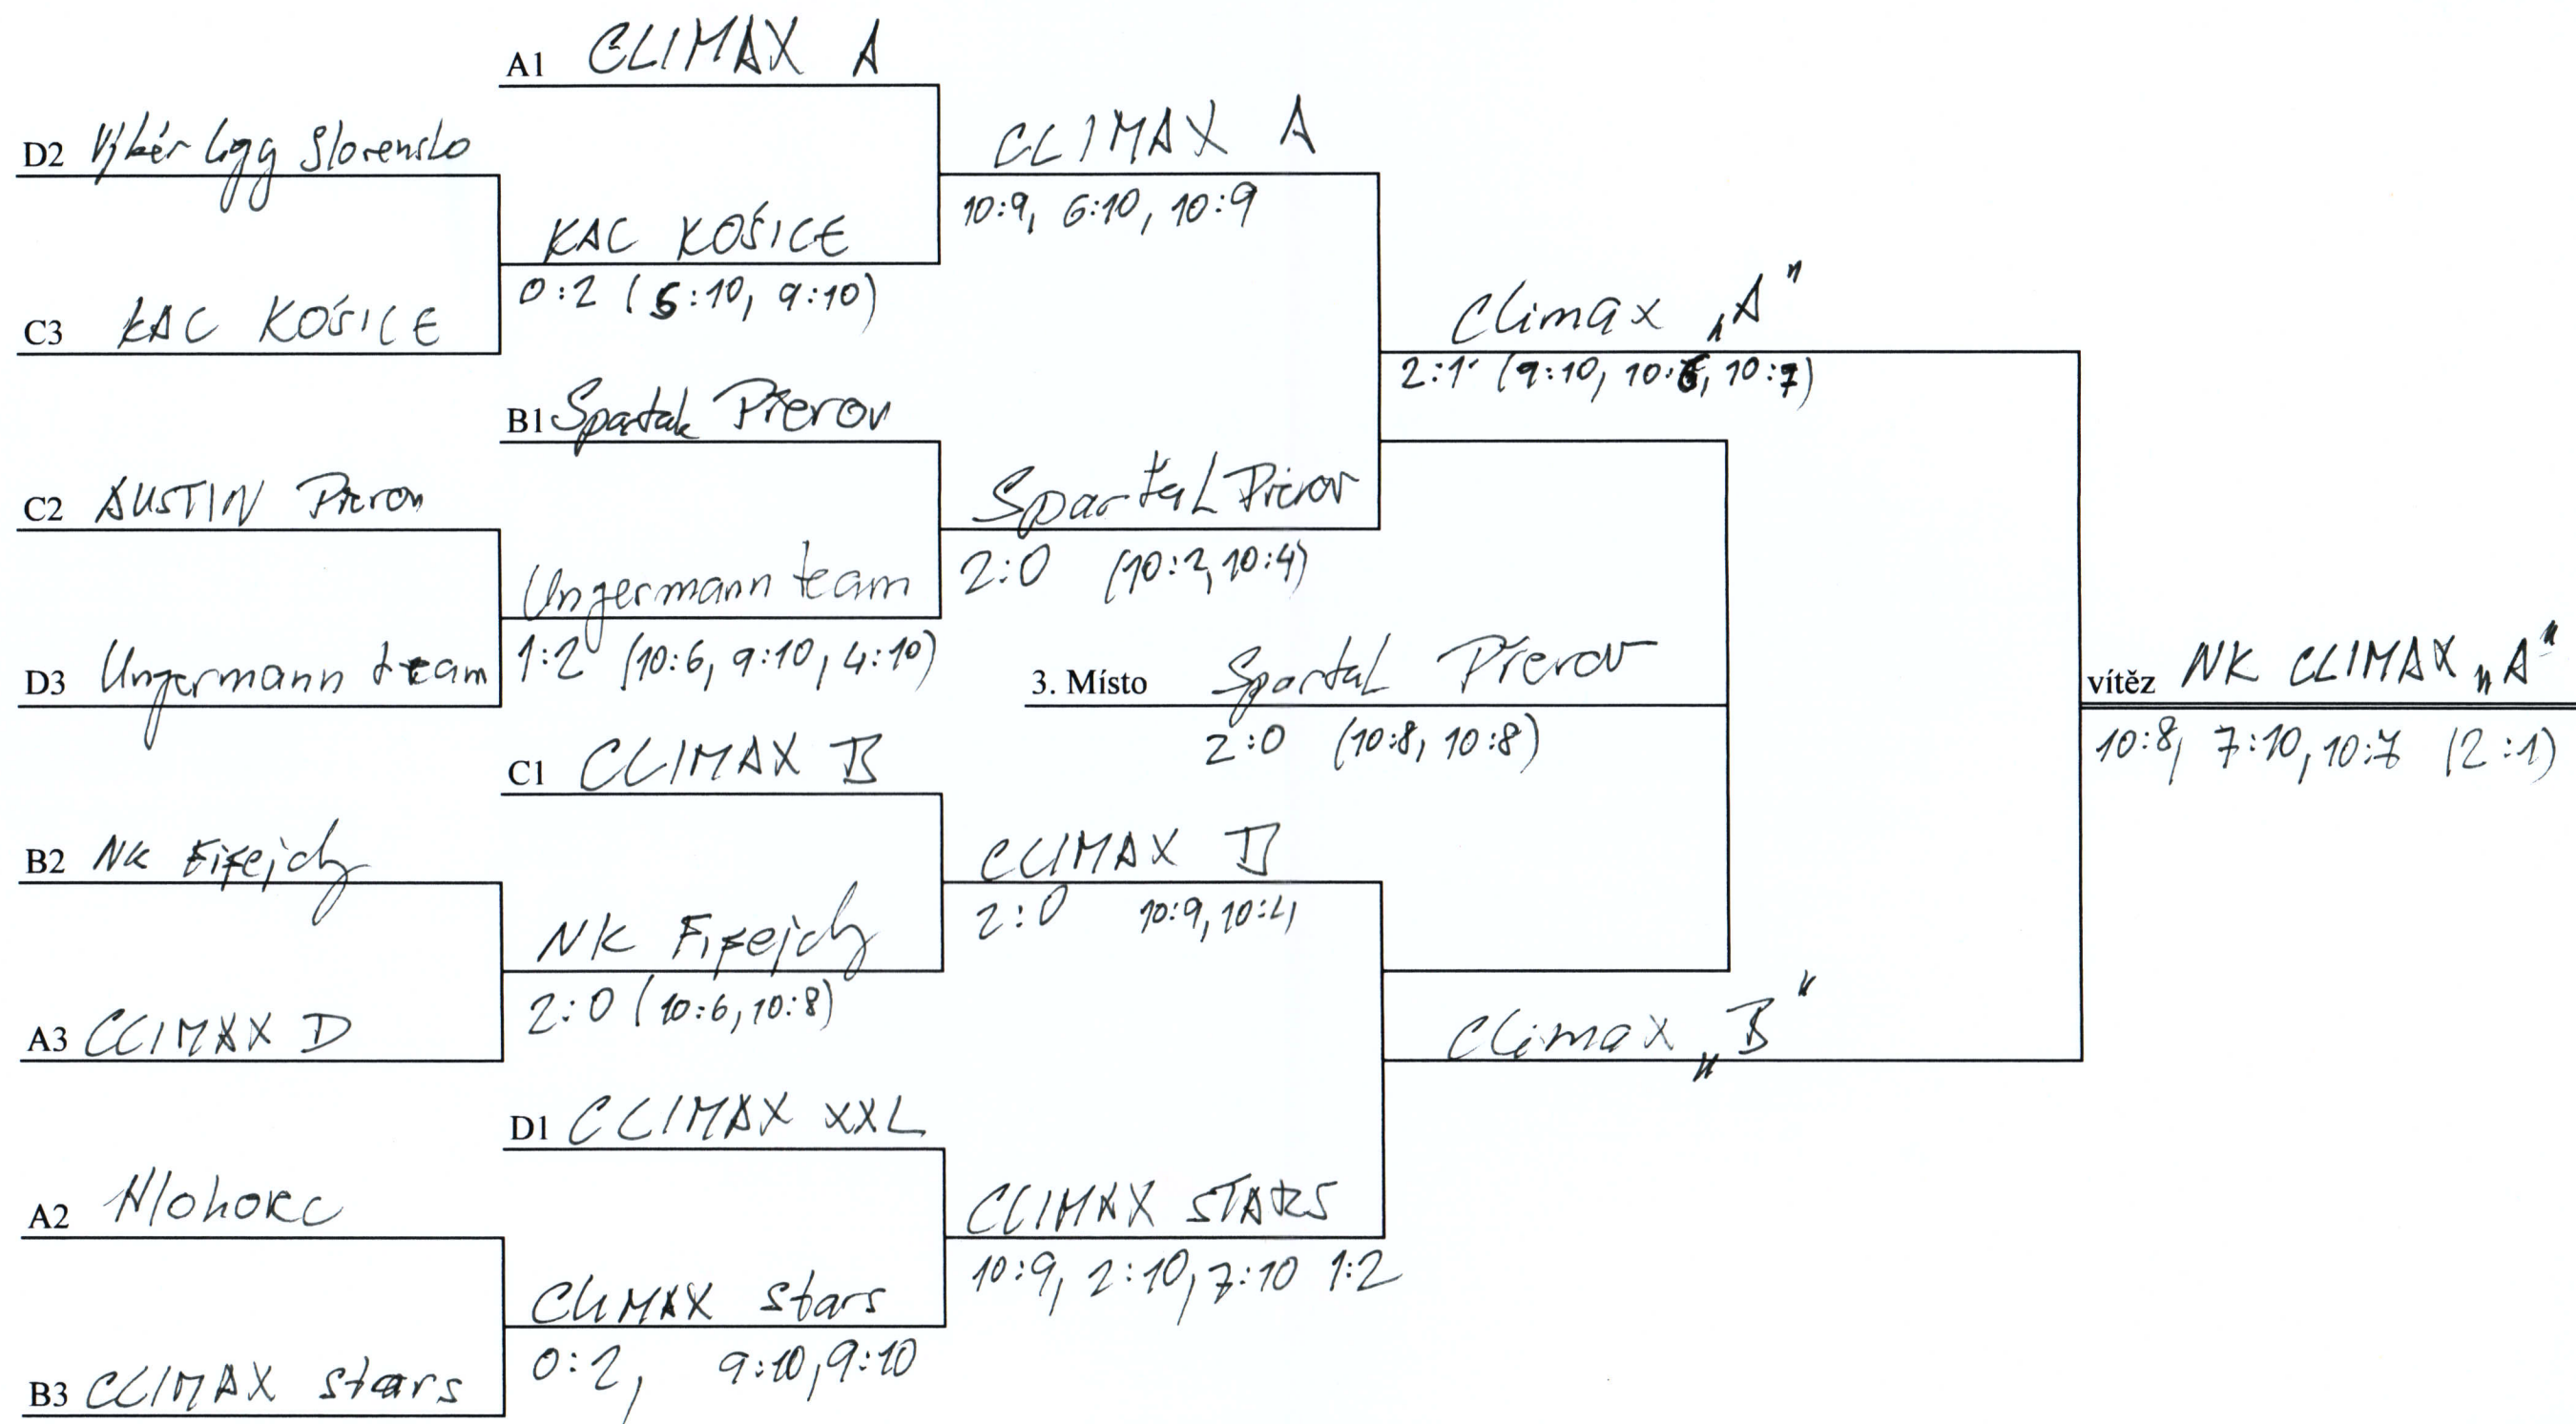 A1 CLIMAX A
D2 Výběr ligy Slovensko
CLIMAX A
10:9, 6:10, 10:9
KAC KOŠICE
0:2 (5:10, 9:10)
C3 KAC KOŠICE
Climax „A"
2:1 (9:10, 10:6, 10:7)
B1 Spartak Přerov
C2 AUSTIN Přerov
Spartak Přerov
2:0 (10:2, 10:4)
Ungermann team
1:2 (10:6, 9:10, 4:10)
D3 Ungermann team
3. Místo Spartak Přerov
2:0 (10:8, 10:8)
vítěz NK CLIMAX „A"
10:8, 7:10, 10:7 (2:1)
C1 CLIMAX B
B2 NK Fifejdy
CLIMAX B
2:0 10:9, 10:4
NK Fifejdy
2:0 (10:6, 10:8)
A3 CLIMAX D
Climax „B"
D1 CLIMAX XXL
A2 Hlohovec
CLIMAX STARS
10:9, 2:10, 7:10 1:2
CLIMAX stars
0:2, 9:10, 9:10
B3 CLIMAX stars